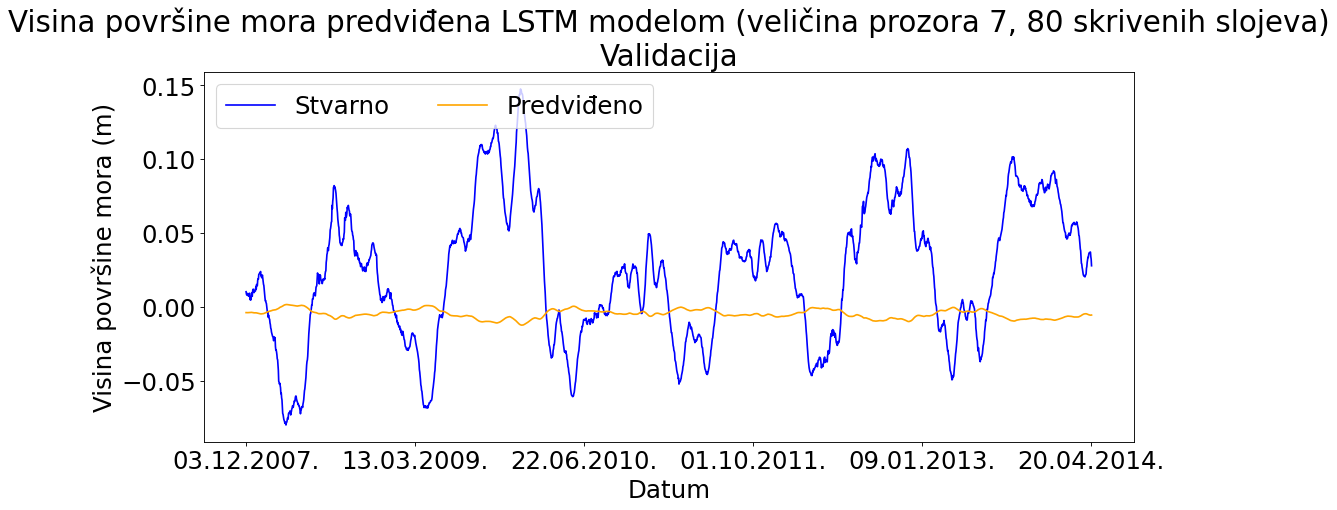 Visina površine mora predviđena LSTM modelom (veličina prozora 7, 80 skrivenih slojeva)
Validacija
Stvarno
Predviđeno
Visina površine mora (m)
0.15
0.10
0.05
0.00
−0.05
03.12.2007.
13.03.2009.
22.06.2010.
01.10.2011.
09.01.2013.
20.04.2014.
Datum